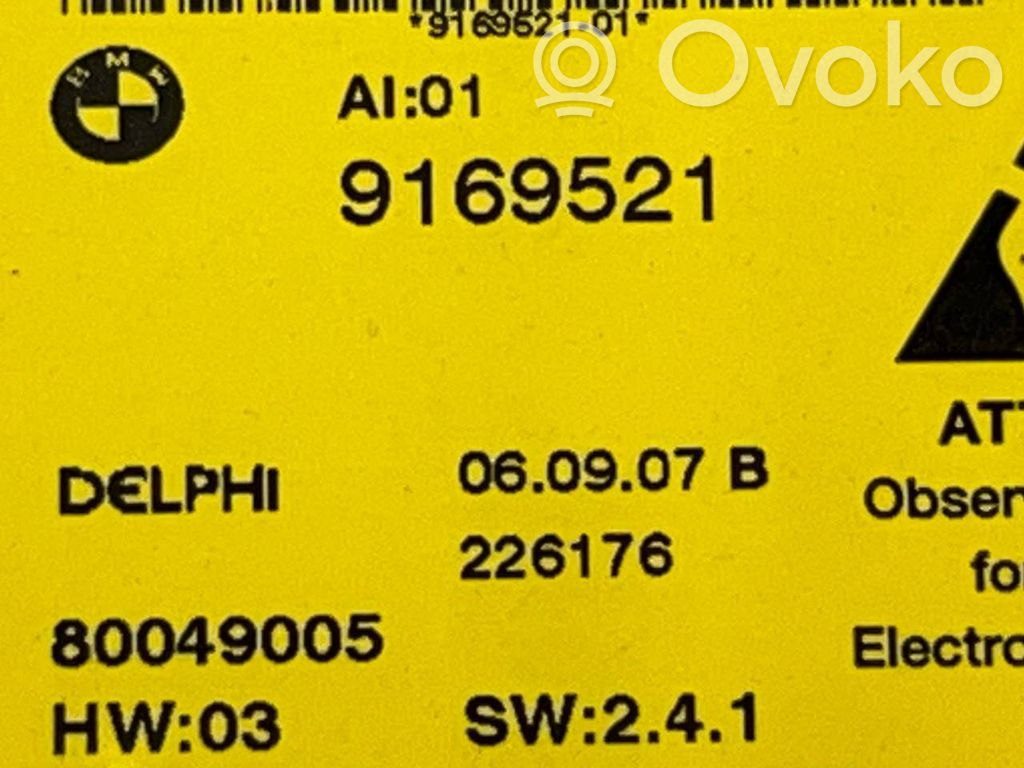 *9169521-01*
Ovoko
BMW
AI:01
9169521
DELPHI
06.09.07 B
226176
80049005
HW:03
SW:2.4.1
ATT
Obser
for
Electro